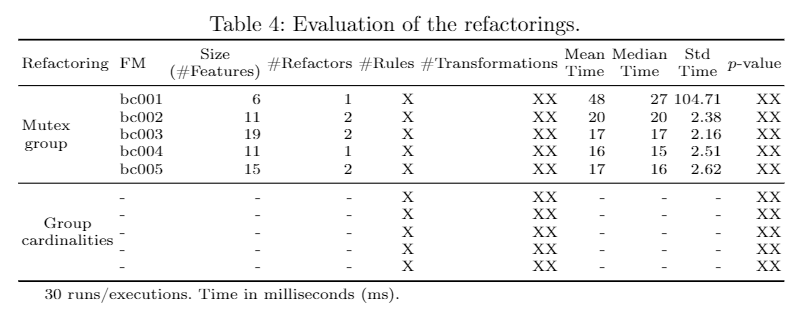 Table 4: Evaluation of the refactorings.
Refactoring FM Size (#Features) #Refactors #Rules #Transformations Mean Time Median Time Std Time p-value
Mutex group
bc001 6 1 X XX 48 27 104.71 XX
bc002 11 2 X XX 20 20 2.38 XX
bc003 19 2 X XX 17 17 2.16 XX
bc004 11 1 X XX 16 15 2.51 XX
bc005 15 2 X XX 17 16 2.62 XX
Group cardinalities
- - - X XX - - - XX
- - - X XX - - - XX
- - - X XX - - - XX
- - - X XX - - - XX
- - - X XX - - - XX
30 runs/executions. Time in milliseconds (ms).